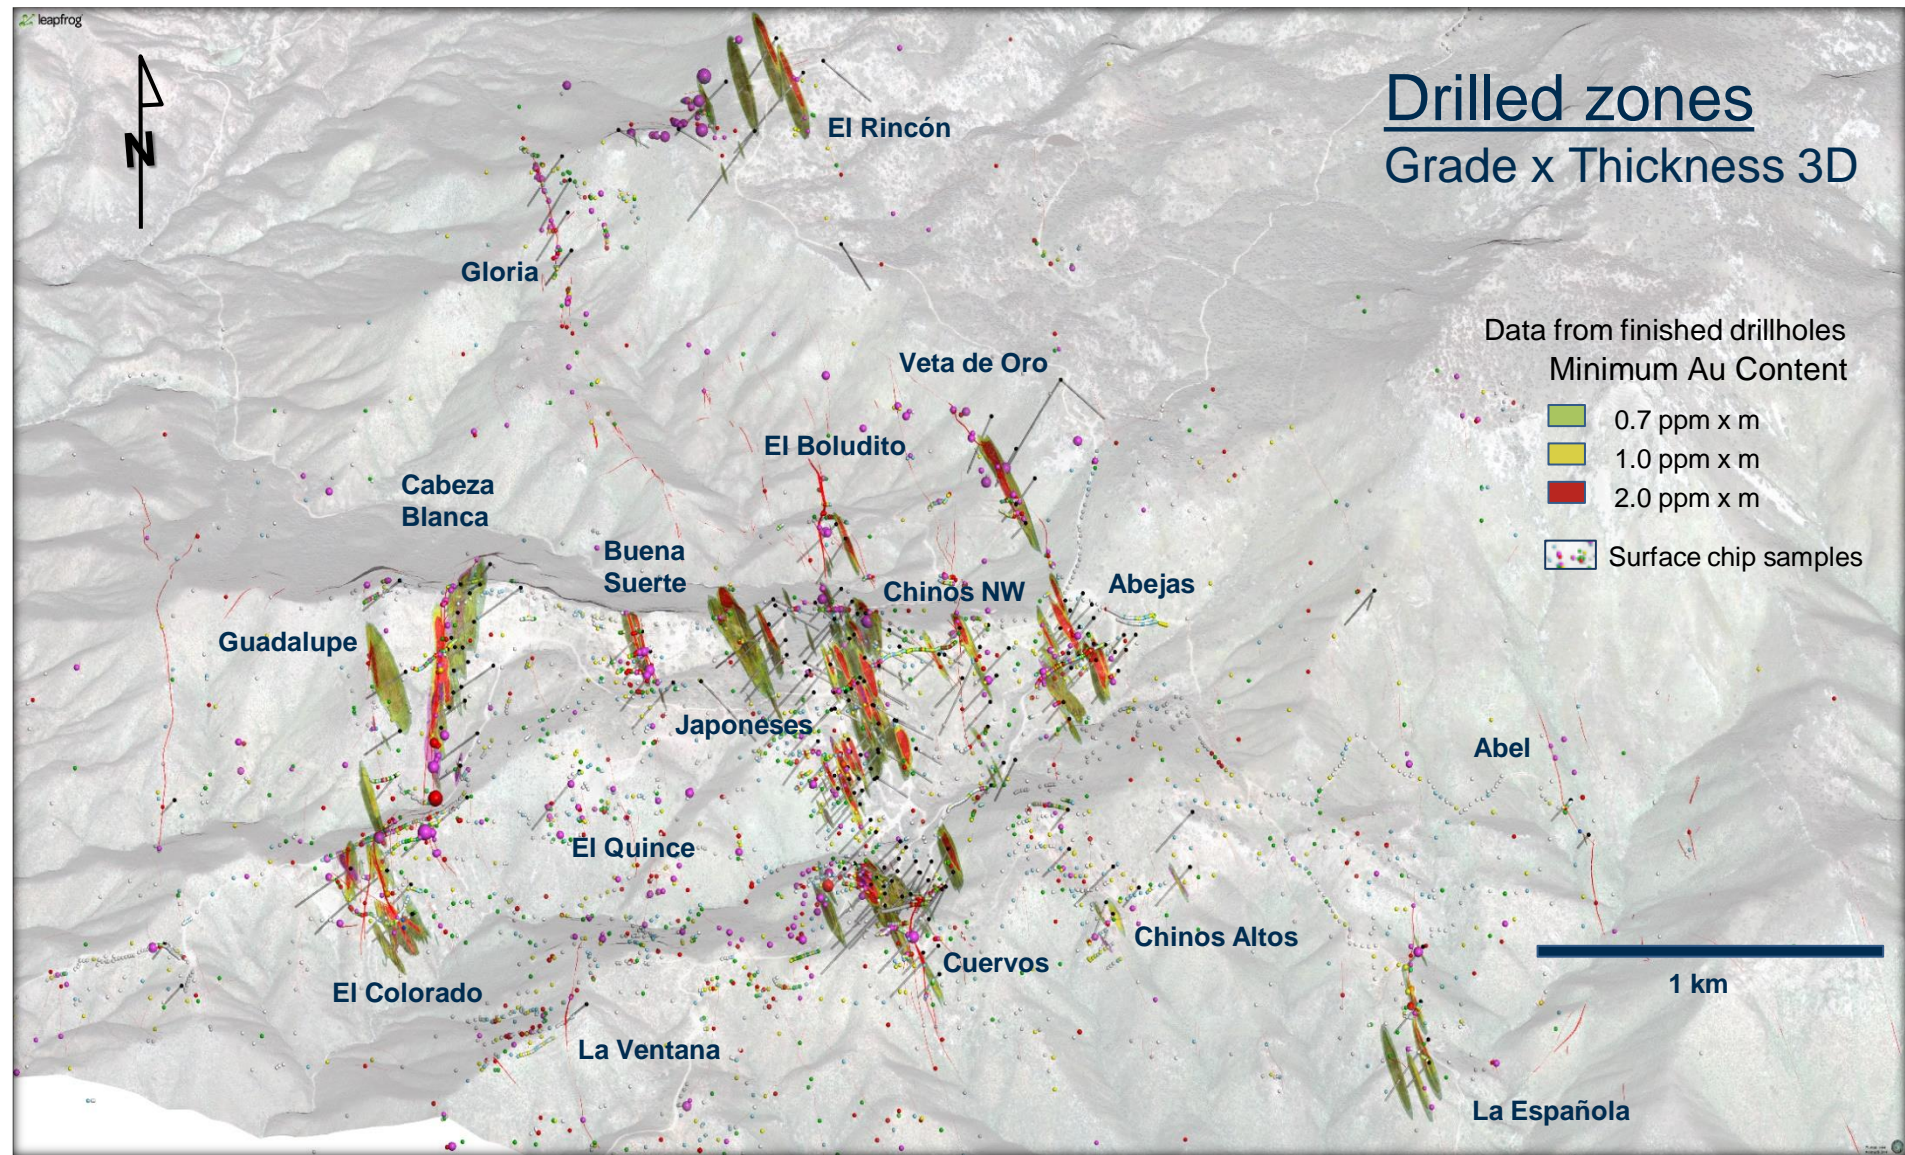 leapfrog
N
Drilled zones
Grade x Thickness 3D
El Rincón
Gloria
Data from finished drillholes
Minimum Au Content
0.7 ppm x m
1.0 ppm x m
2.0 ppm x m
Surface chip samples
Veta de Oro
El Boludito
Cabeza
Blanca
Buena
Suerte
Chinos NW
Abejas
Guadalupe
Japoneses
Abel
El Quince
Chinos Altos
Cuervos
1 km
El Colorado
La Ventana
La Española